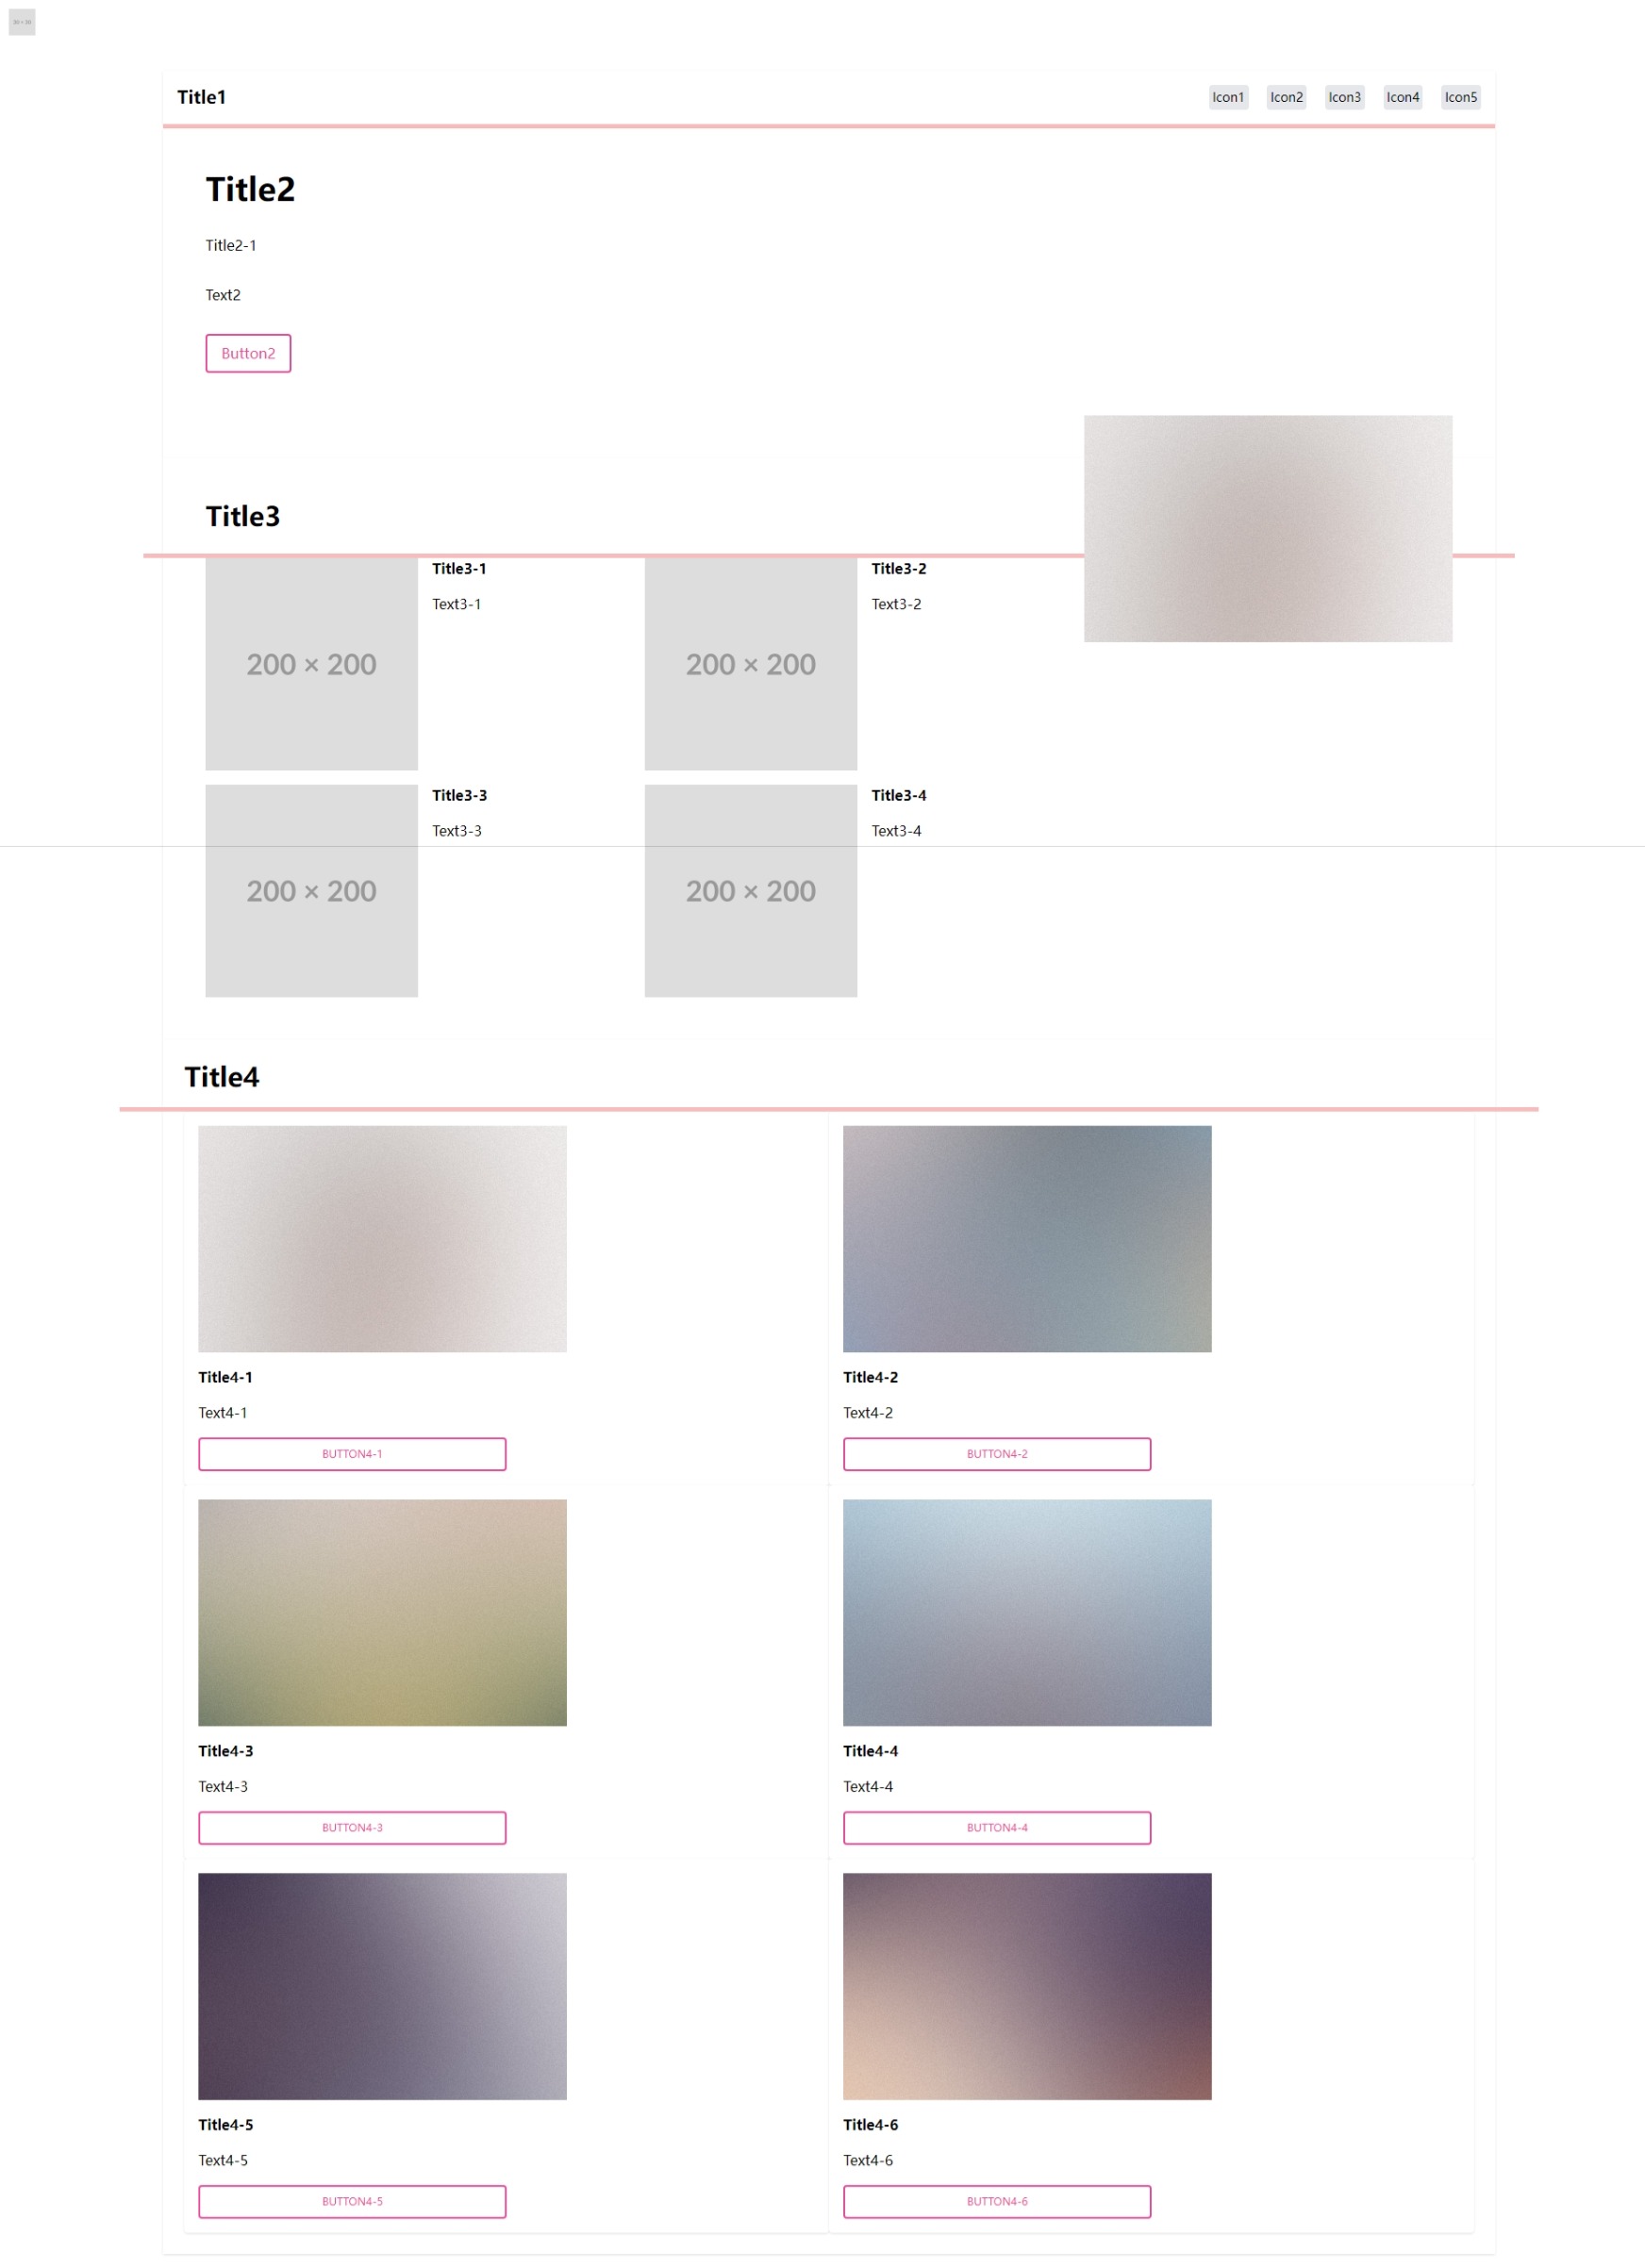 Title1
Icon1 Icon2 Icon3 Icon4 Icon5
Title2
Title2-1
Text2
Button2
Title3
Title3-1
Text3-1
200 × 200
Title3-2
Text3-2
200 × 200
Title3-3
Text3-3
200 × 200
Title3-4
Text3-4
200 × 200
Title4
Title4-1
Text4-1
BUTTON4-1
Title4-2
Text4-2
BUTTON4-2
Title4-3
Text4-3
BUTTON4-3
Title4-4
Text4-4
BUTTON4-4
Title4-5
Text4-5
BUTTON4-5
Title4-6
Text4-6
BUTTON4-6